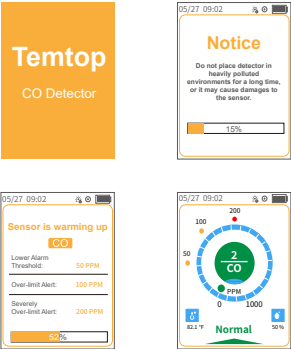 Temtop
CO Detector
05/27 09:02
Notice
Do not place detector in
heavily polluted
environments for a long time,
or it may cause damages to
the sensor.
15%
05/27 09:02
Sensor is warming up
CO
Lower Alarm
Threshold: 50 PPM
Over-limit Alert: 100 PPM
Severely
Over-limit Alert: 200 PPM
52%
05/27 09:02
200
100
50
2
CO
PPM
0 1000
82.1 °F
Normal
50 %